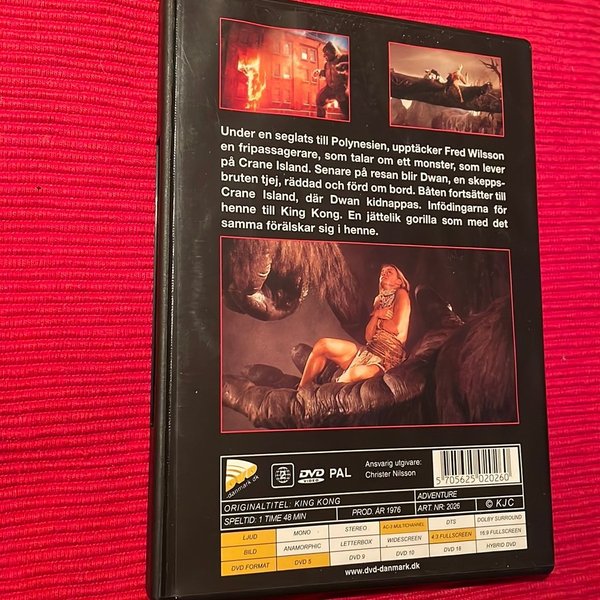 Under en seglats till Polynesien, upptäcker Fred Wilsson
en fripassagerare, som talar om ett monster, som lever
på Crane Island. Senare på resan blir Dwan, en skepps-
bruten tjej, räddad och förd om bord. Båten fortsätter till
Crane Island, där Dwan kidnappas. Infödingarna för
henne till King Kong. En jättelik gorilla som med det
samma förälskar sig i henne.
-danmark.dk
2
DVD
VIDEO
PAL
Ansvarig utgivare:
Christer Nilsson
5 705625 020260
ORIGINALTITEL: KING KONG
PROD. ÅR 1976
ADVENTURE
SPELTID: 1 TIME 48 MIN
ART. NR: 2026
© KJC
LJUD MONO STEREO AC-3 MULTICHANNEL DTS DOLBY SURROUND
BILD ANAMORPHIC LETTERBOX WIDESCREEN 4:3 FULLSCREEN 16:9 FULLSCREEN
DVD FORMAT DVD 5 DVD 9 DVD 10 DVD 18 HYBRID DVD
www.dvd-danmark.dk